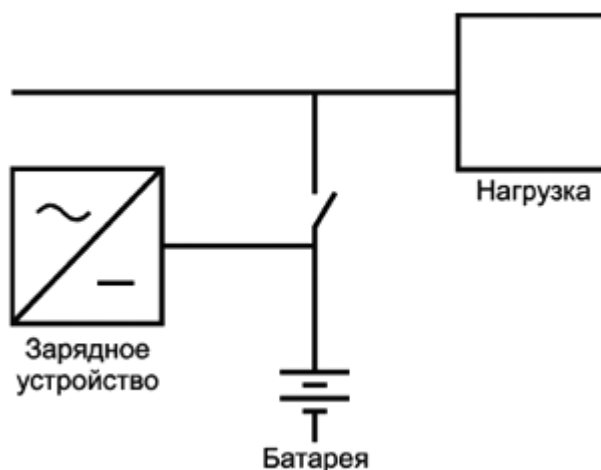 Нагрузка
Зарядное
устройство
Батарея